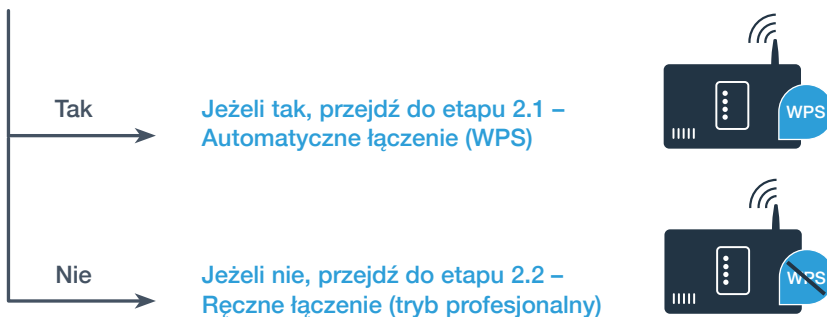 Tak
Jeżeli tak, przejdź do etapu 2.1 –
Automatyczne łączenie (WPS)
WPS
Nie
Jeżeli nie, przejdź do etapu 2.2 –
Ręczne łączenie (tryb profesjonalny)
WPS